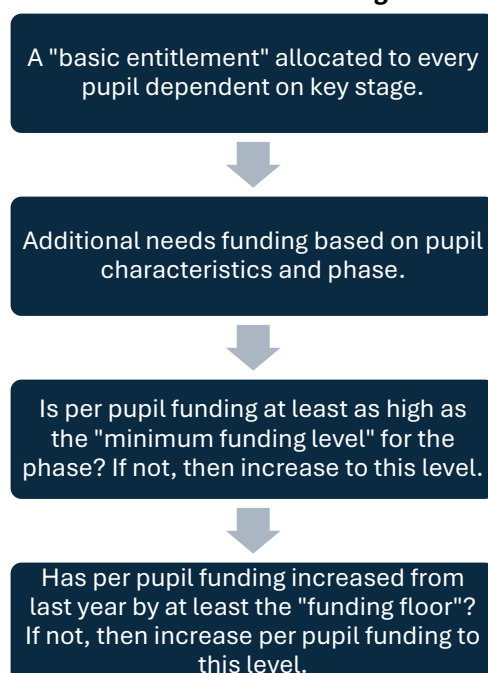 A "basic entitlement" allocated to every
pupil dependent on key stage.
Additional needs funding based on pupil
characteristics and phase.
Is per pupil funding at least as high as
the "minimum funding level" for the
phase? If not, then increase to this level.
Has per pupil funding increased from
last year by at least the "funding floor"?
If not, then increase per pupil funding to
this level.